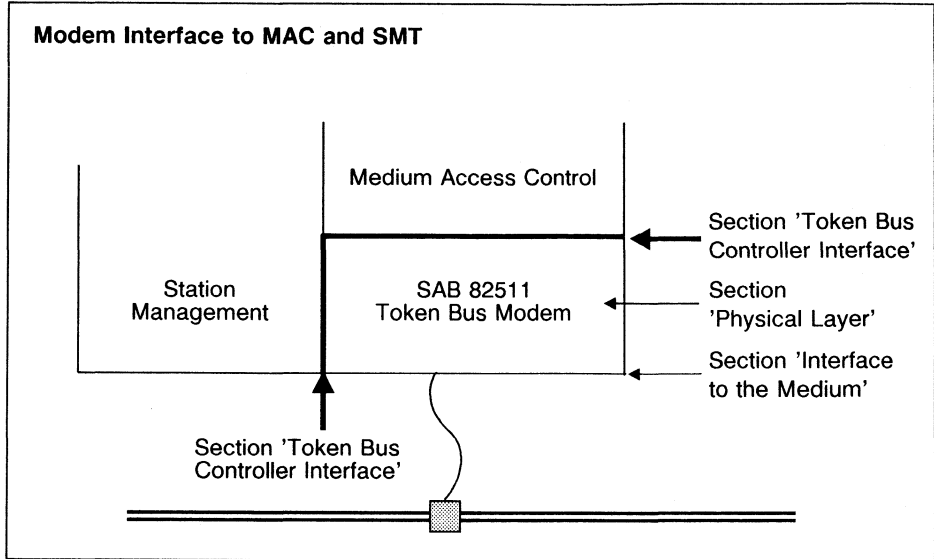 Modem Interface to MAC and SMT
Medium Access Control
Section 'Token Bus
Controller Interface'
Station
Management
SAB 82511
Token Bus Modem
Section
'Physical Layer'
Section 'Interface
to the Medium'
Section 'Token Bus
Controller Interface'